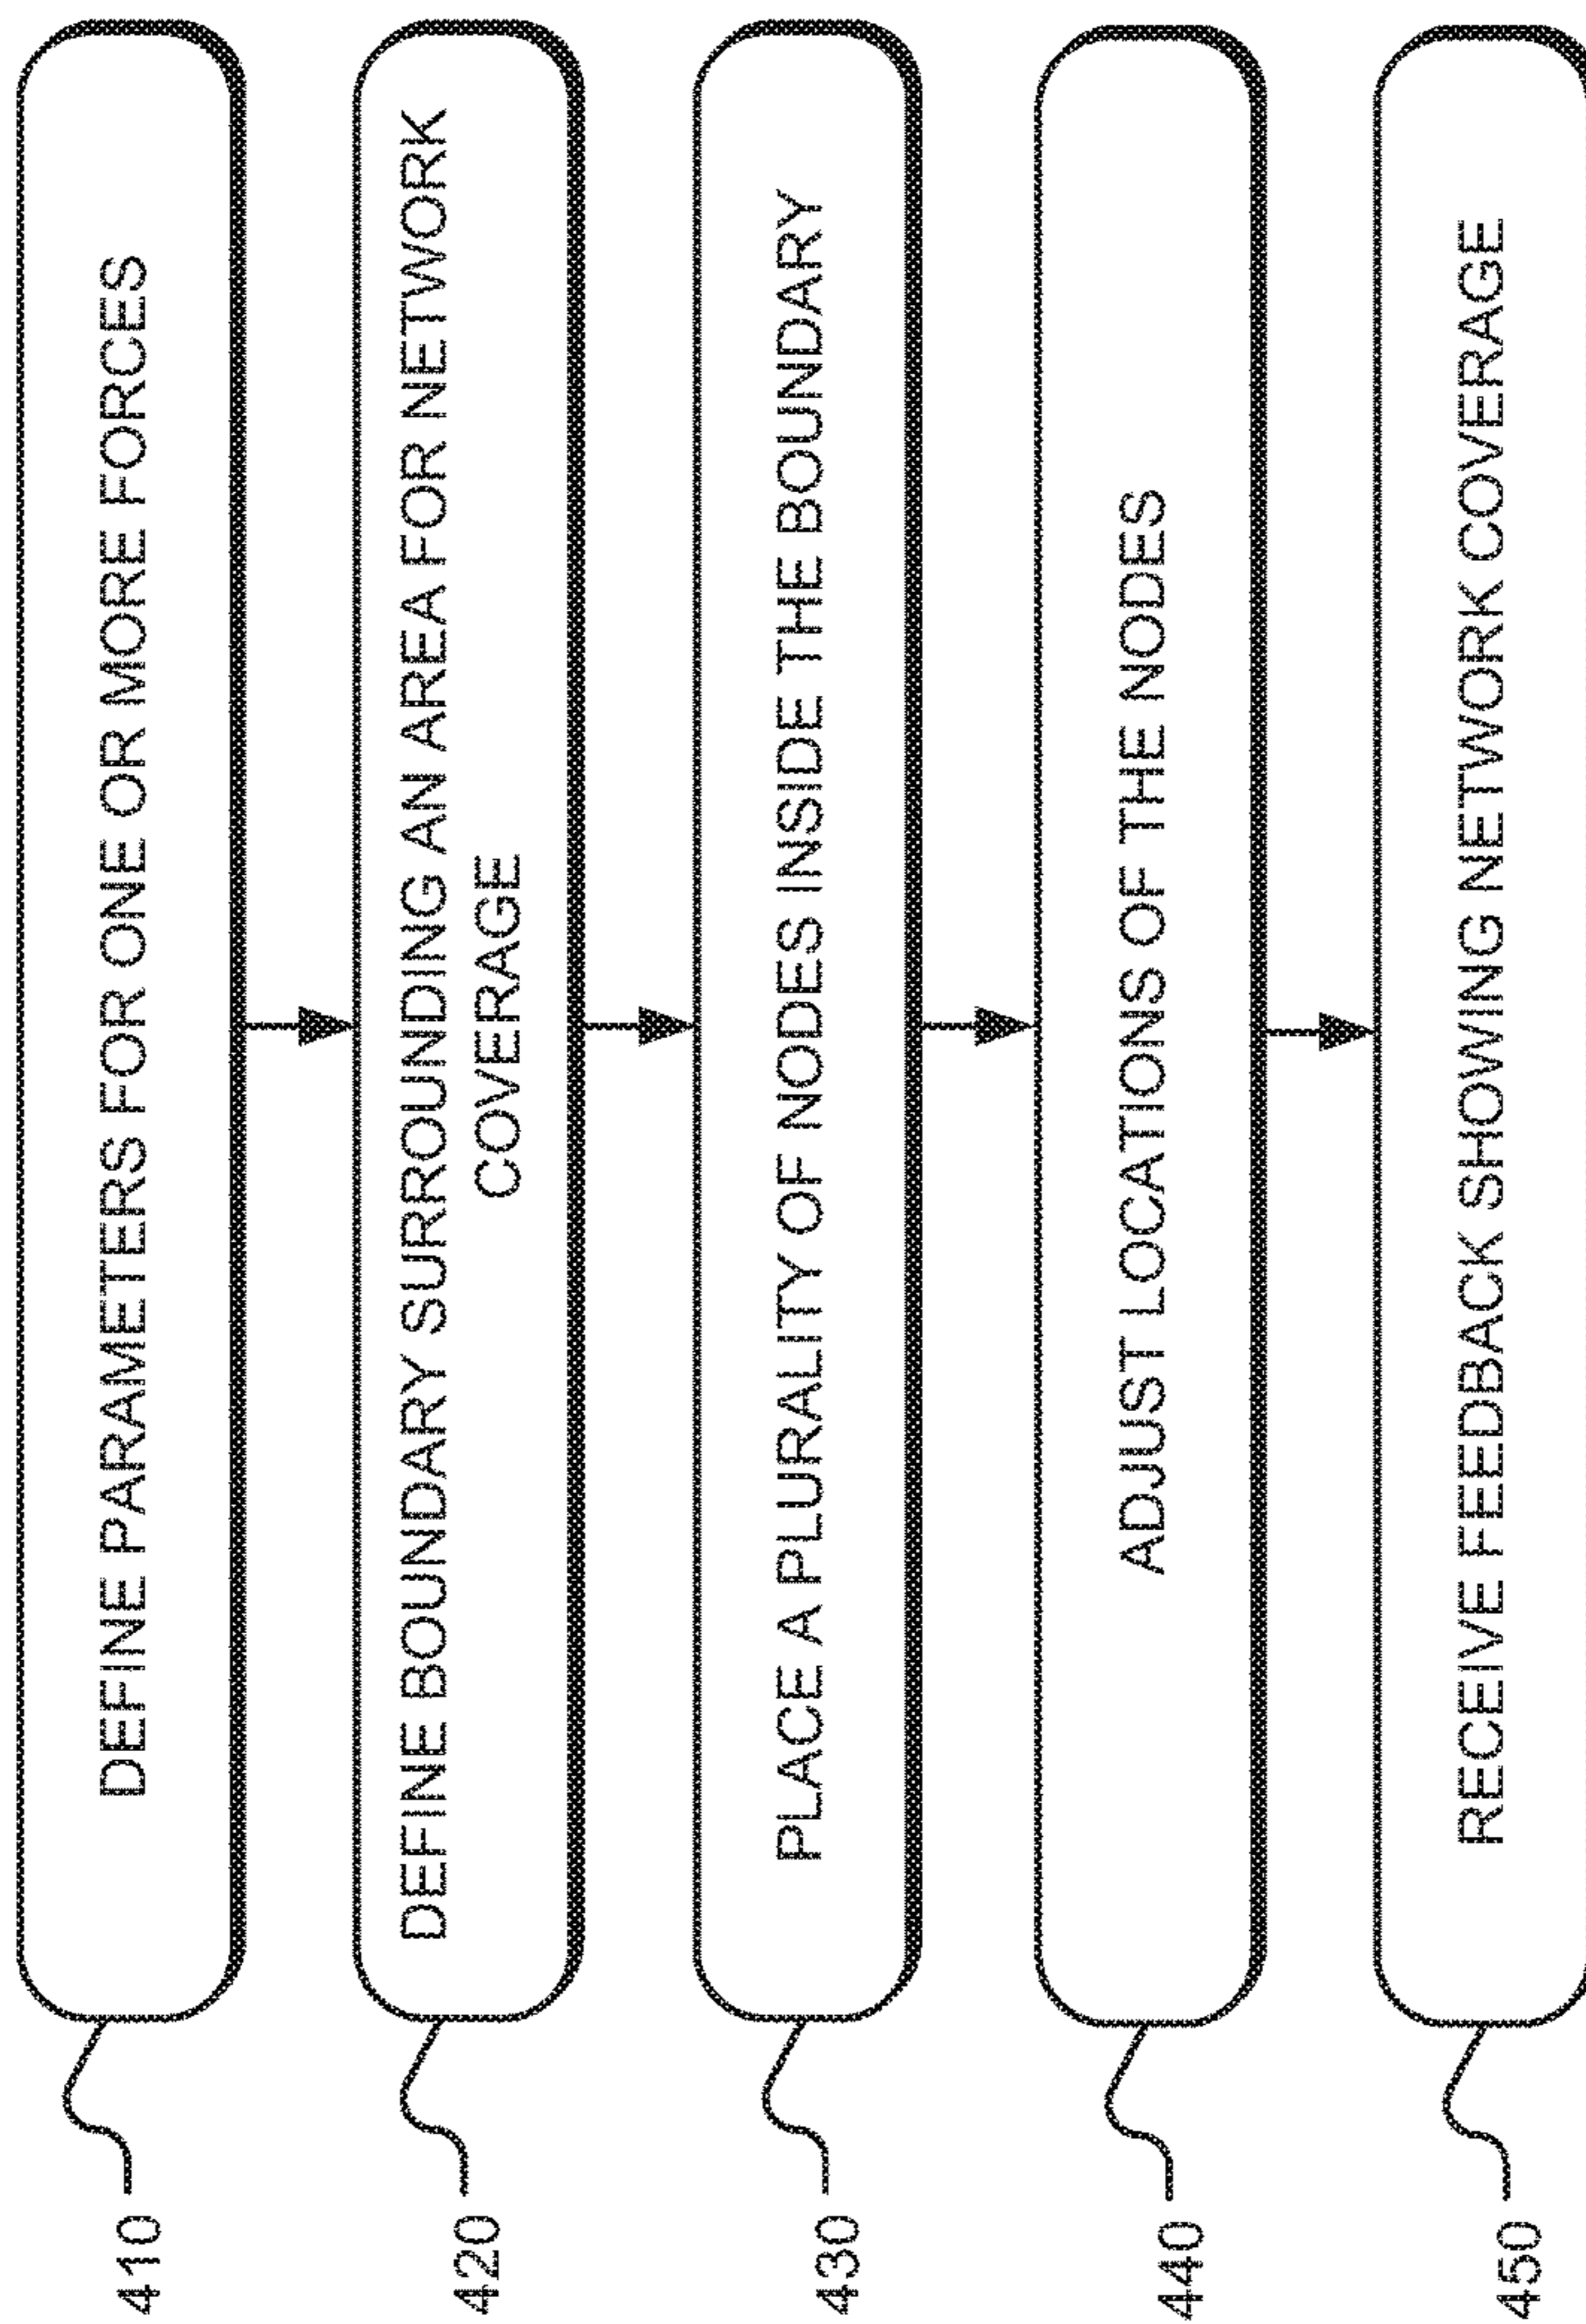 410
DEFINE PARAMETERS FOR ONE OR MORE FORCES
420
DEFINE BOUNDARY SURROUNDING AN AREA FOR NETWORK
COVERAGE
430
PLACE A PLURALITY OF NODES INSIDE THE BOUNDARY
440
ADJUST LOCATIONS OF THE NODES
450
RECEIVE FEEDBACK SHOWING NETWORK COVERAGE